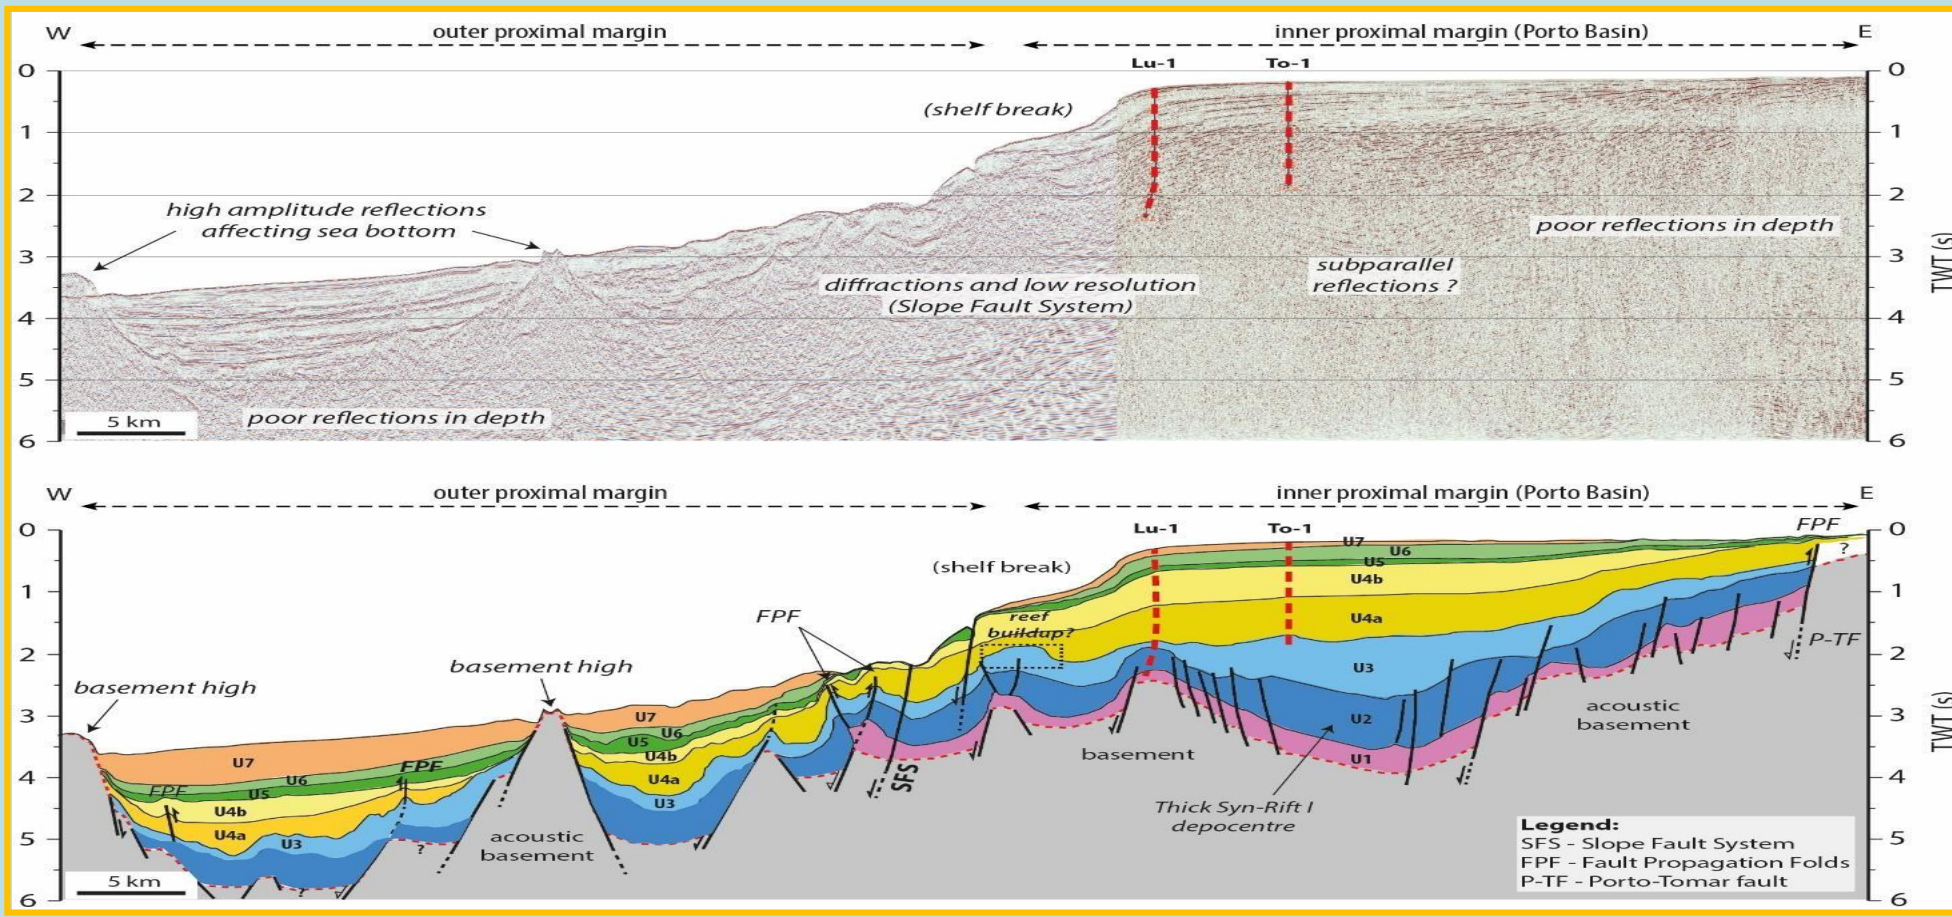 W outer proximal margin inner proximal margin (Porto Basin) E
Lu-1 To-1
0 0
(shelf break)
1 1
2 2
high amplitude reflections
affecting sea bottom
poor reflections in depth
3 3
subparallel
reflections ?
diffractions and low resolution
(Slope Fault System)
TWT (s)
4 4
5 5
poor reflections in depth
5 km
6 6
W outer proximal margin inner proximal margin (Porto Basin) E
Lu-1 To-1
FPF
0 0
U7
U6
?
U5
(shelf break)
U4b
1 1
FPF
reef
buildup?
U4a
P-TF
2 2
basement high
U3
basement high
3 3
U7
U2
acoustic
basement
U6
U5
U4b
basement
U1
TWT (s)
U7
FPF
U4a
SFS
4 4
U6
U5
FPF
U3
U4b
Thick Syn-Rift I
depocentre
U4a
U3
acoustic
basement
?
5 5
Legend:
SFS - Slope Fault System
FPF - Fault Propagation Folds
P-TF - Porto-Tomar fault
5 km
?
6 6